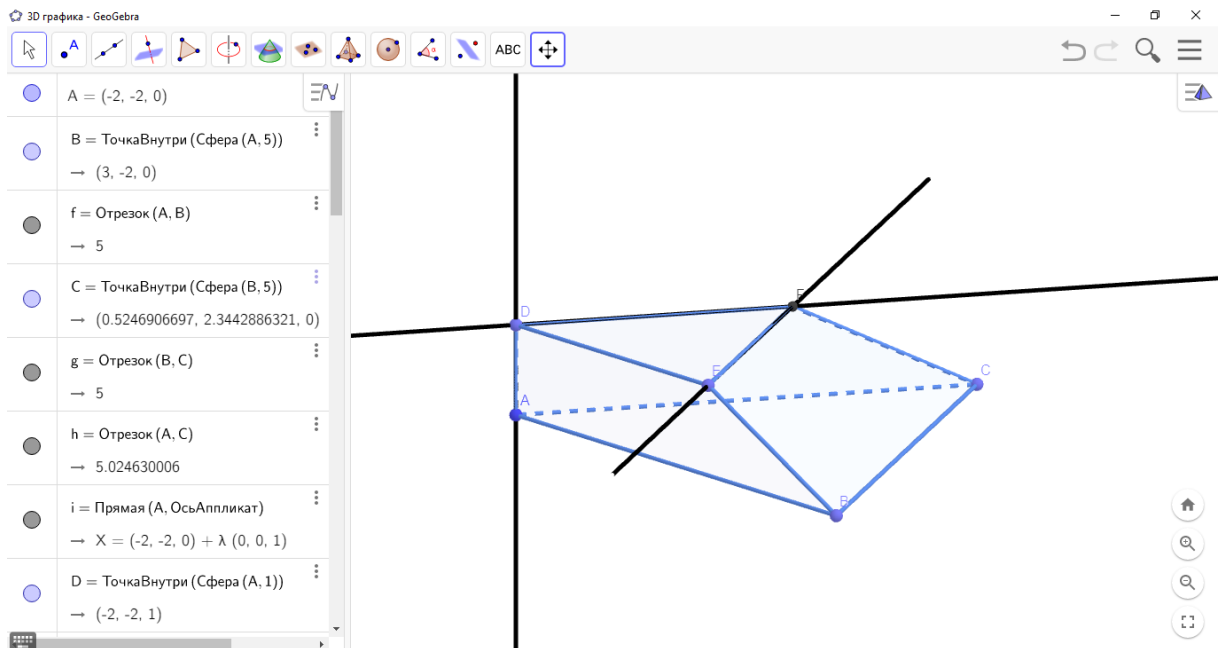 3D графика - GeoGebra
ABC
A = (-2, -2, 0)
B = ТочкаВнутри (Сфера (A, 5))
→ (3, -2, 0)
f = Отрезок (A, B)
→ 5
C = ТочкаВнутри (Сфера (B, 5))
→ (0.5246906697, 2.3442886321, 0)
g = Отрезок (B, C)
→ 5
h = Отрезок (A, C)
→ 5.024630006
i = Прямая (A, ОсьАппликат)
→ X = (-2, -2, 0) + λ (0, 0, 1)
D = ТочкаВнутри (Сфера (A, 1))
→ (-2, -2, 1)
F
D
E
C
A
B